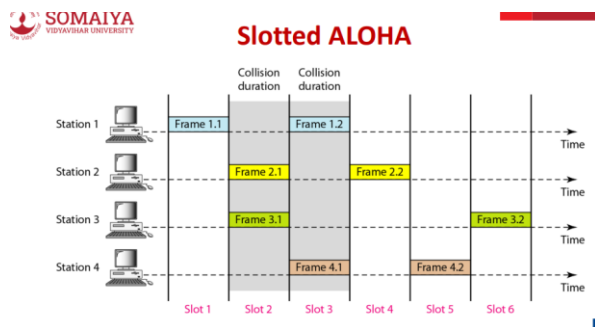 SOMAIYA
VIDYAVIHAR UNIVERSITY
Slotted ALOHA
Collision duration
Collision duration
Station 1
Frame 1.1
Frame 1.2
Time
Station 2
Frame 2.1
Frame 2.2
Time
Station 3
Frame 3.1
Frame 3.2
Time
Station 4
Frame 4.1
Frame 4.2
Time
Slot 1
Slot 2
Slot 3
Slot 4
Slot 5
Slot 6